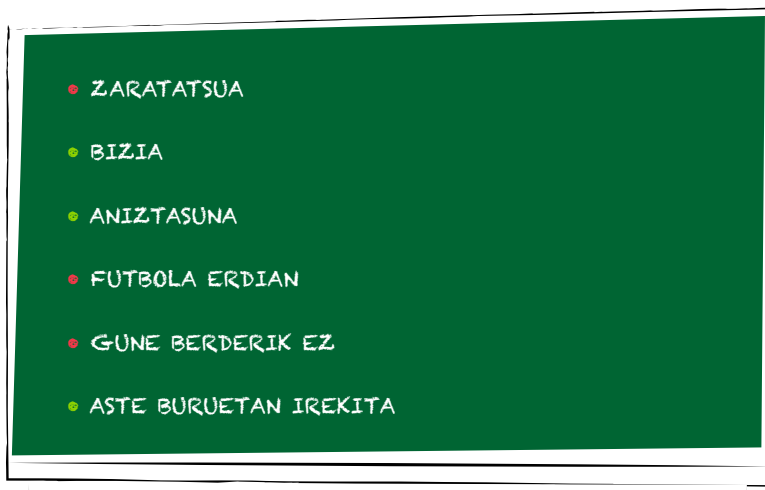 ZARATATSUA
BIZIA
ANIZTASUNA
FUTBOLA ERDIAN
GUNE BERDERIK EZ
ASTE BURUETAN IREKITA